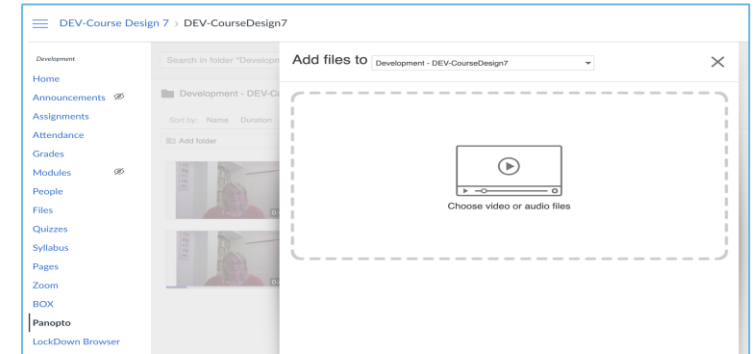 DEV-Course Design 7 > DEV-CourseDesign7
Development
Home
Announcements
Assignments
Attendance
Grades
Modules
People
Files
Quizzes
Syllabus
Pages
Zoom
BOX
Panopto
LockDown Browser
Search in folder "Developm
Development - DEV-Co
Sort by: Name Duration
Add folder
Add files to Development - DEV-CourseDesign7
Choose video or audio files